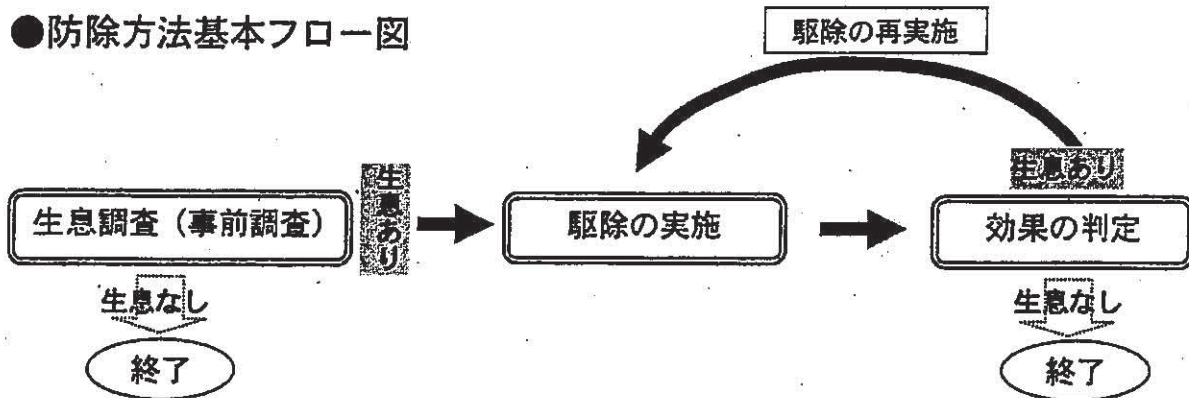 ●防除方法基本フロー図
駆除の再実施
生息調査（事前調査）
生息あり
駆除の実施
生息あり
効果の判定
生息なし
終了
生息なし
終了